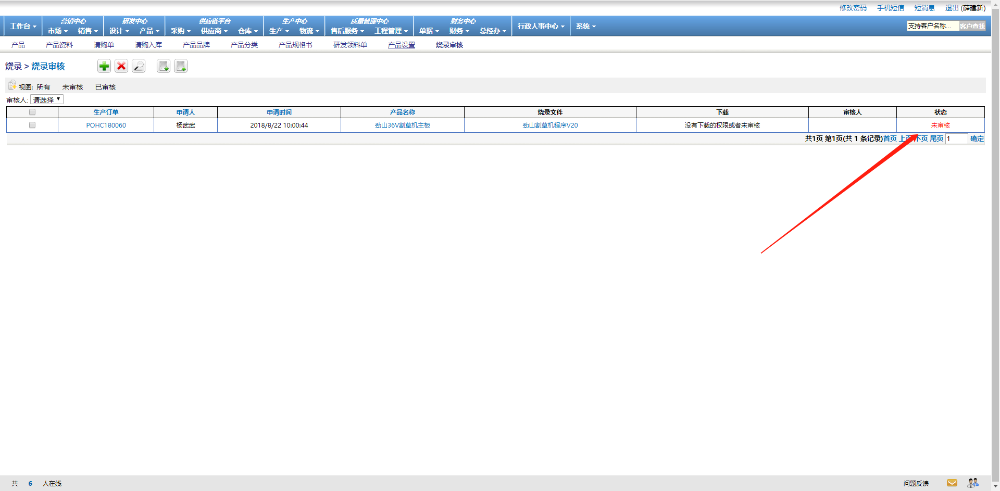 修改密码 手机短信 短消息 退出 (薛建新)
营销中心 研发中心 供应链平台 生产中心 质量管理中心 财务中心
工作台 市场 销售 设计 产品 采购 供应商 仓库 生产 物流 售后服务 工程管理 单据 财务 总经办 行政人事中心 系统 支持客户名称... 客户查找
产品 产品资料 请购单 请购入库 产品品牌 产品分类 产品规格书 研发领料单 产品设置 烧录审核
烧录 > 烧录审核
视图: 所有 未审核 已审核
审核人: 请选择
生产订单 申请人 申请时间 产品名称 烧录文件 下载 审核人 状态
POHC180060 杨武武 2018/8/22 10:00:44 劲山36V割草机主板 劲山割草机程序V20 没有下载的权限或者未审核 未审核
共1页 第1页(共 1 条记录)首页 上页 下页 尾页 1 确定
共 6 人在线 问题反馈